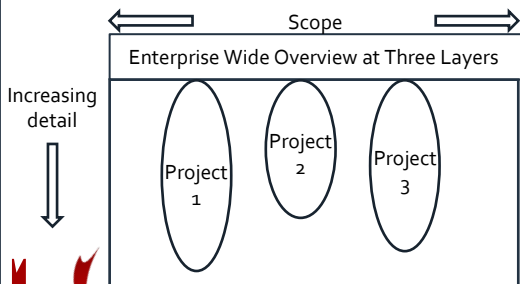 Scope
Enterprise Wide Overview at Three Layers
Increasing
detail
Project
1
Project
2
Project
3